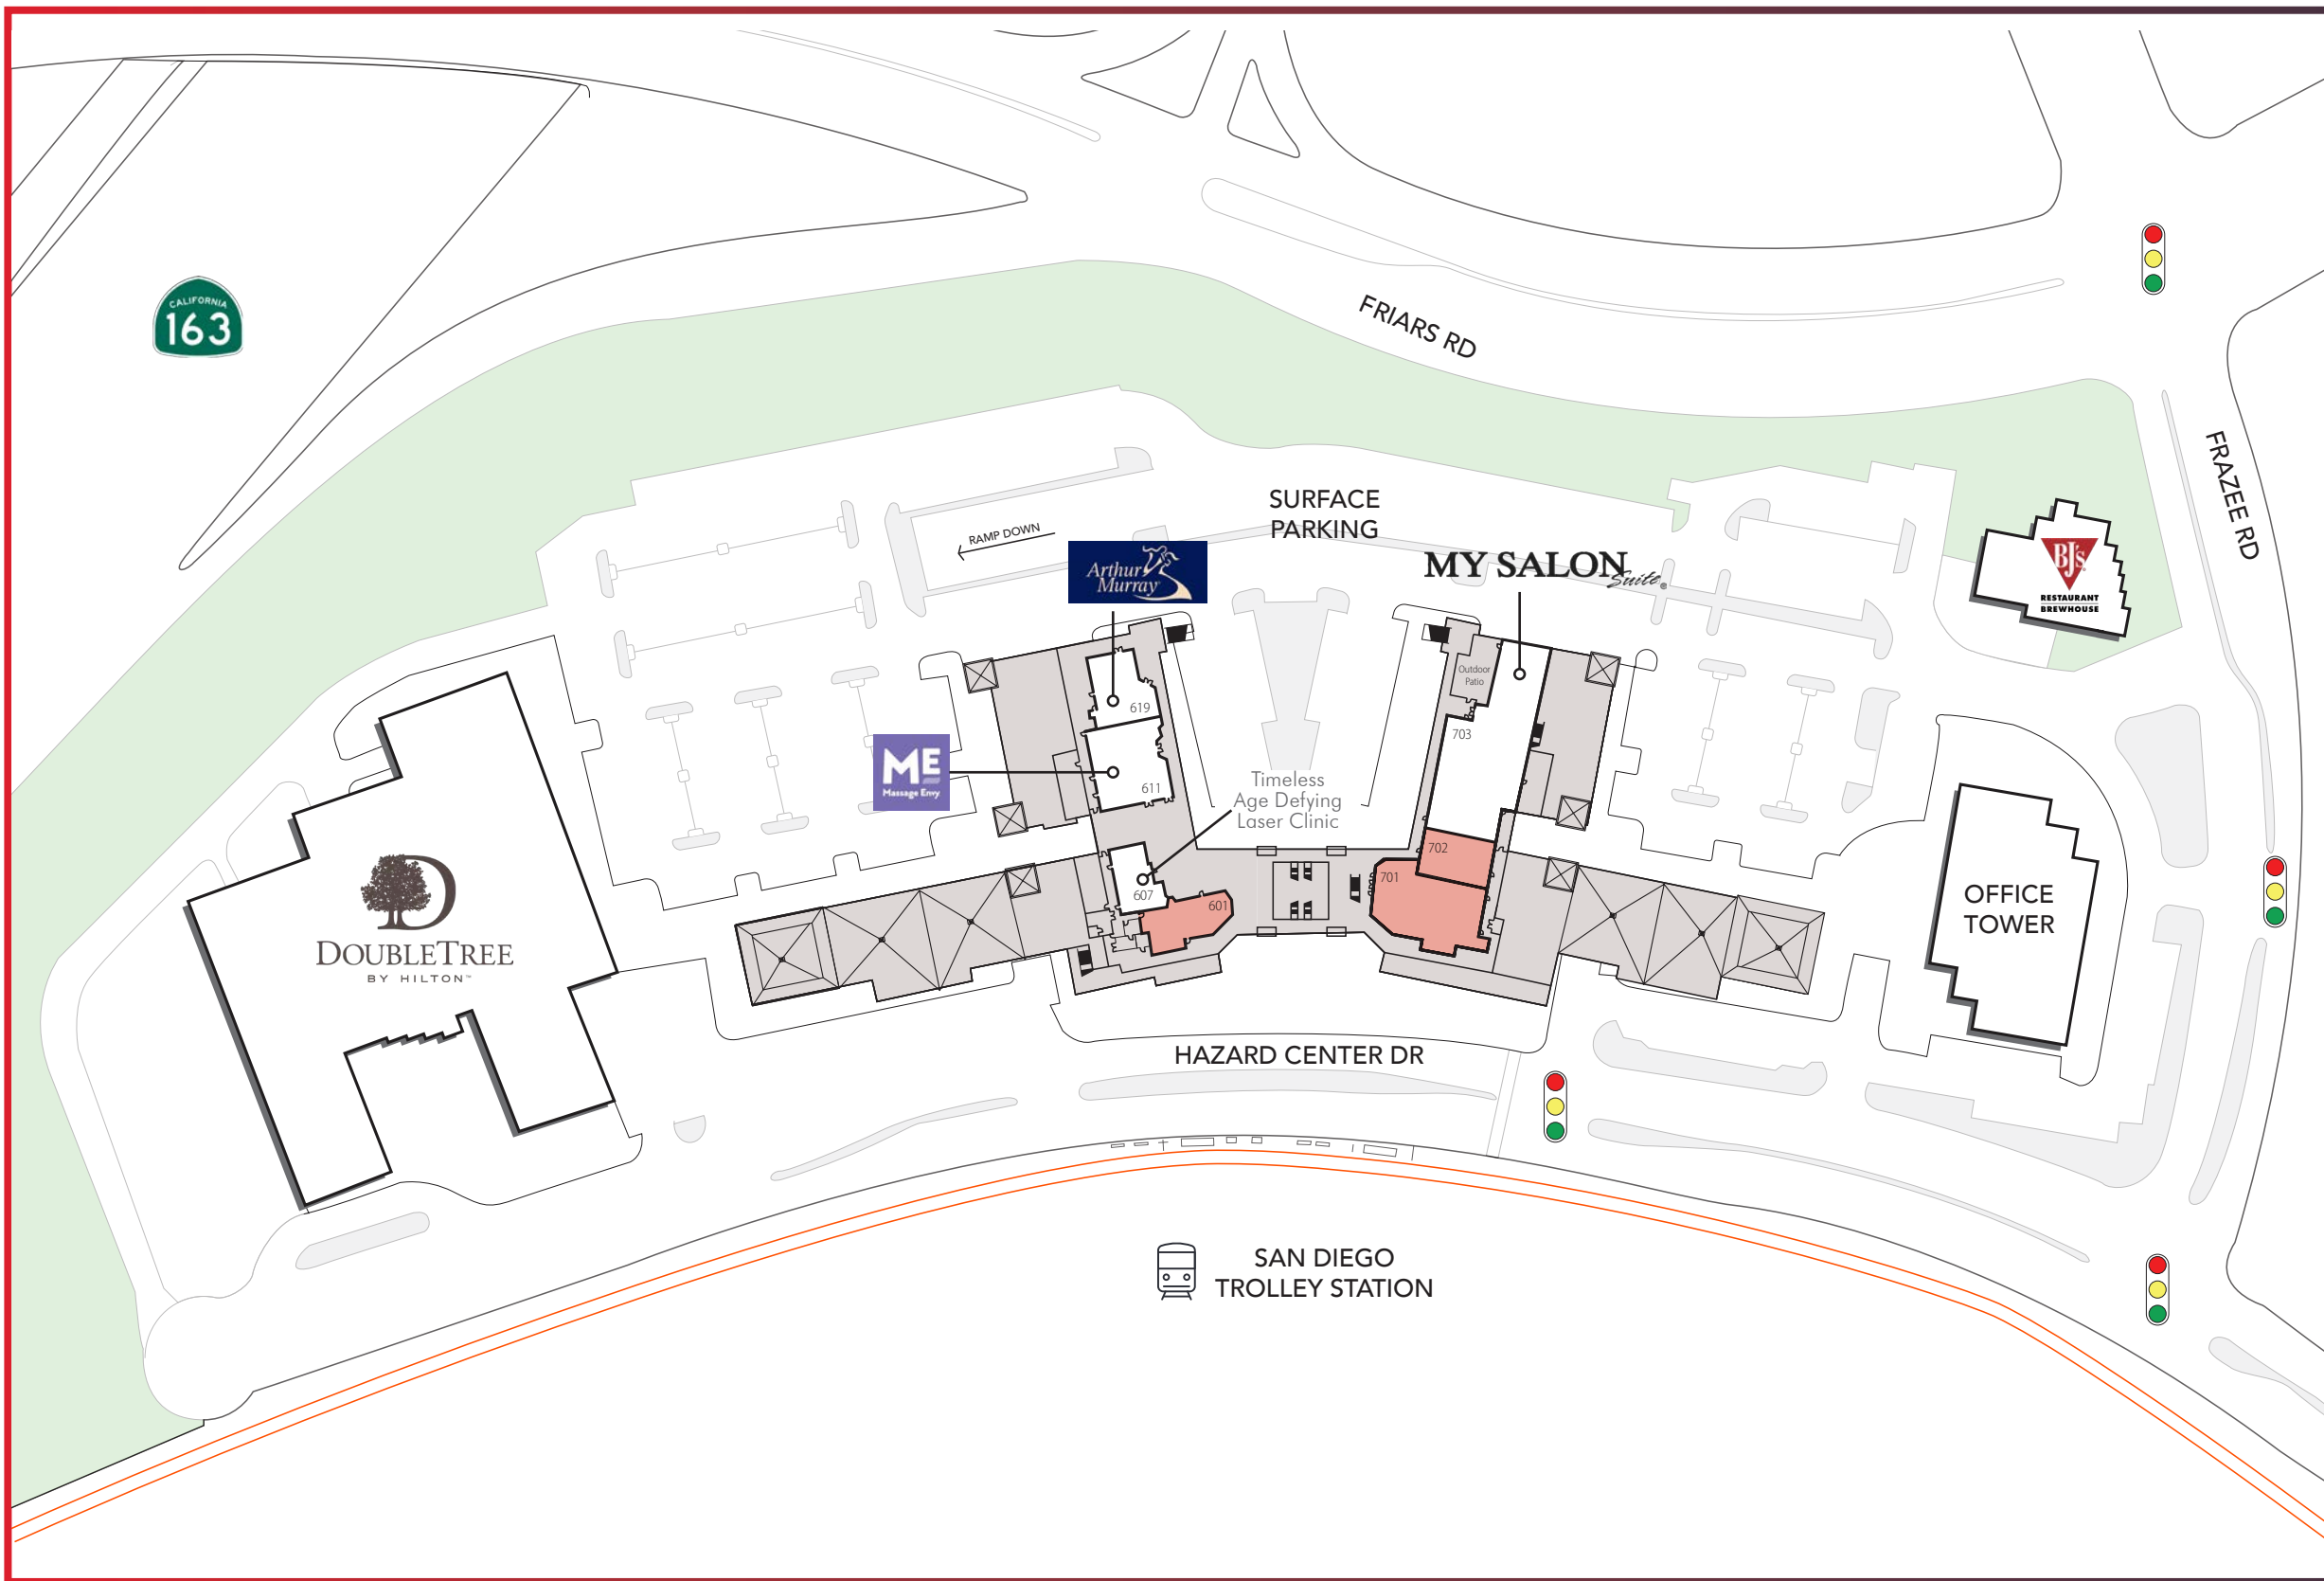 CALIFORNIA
163
FRIARS RD
FRAZEE RD
SURFACE
PARKING
RAMP DOWN
Arthur
Murray
MY SALON
Suite
BJ's
RESTAURANT
BREWHOUSE
Outdoor
Patio
619
703
ME
Massage Envy
611
Timeless
Age Defying
Laser Clinic
702
701
607
601
DOUBLETREE
BY HILTON™
OFFICE
TOWER
HAZARD CENTER DR
SAN DIEGO
TROLLEY STATION